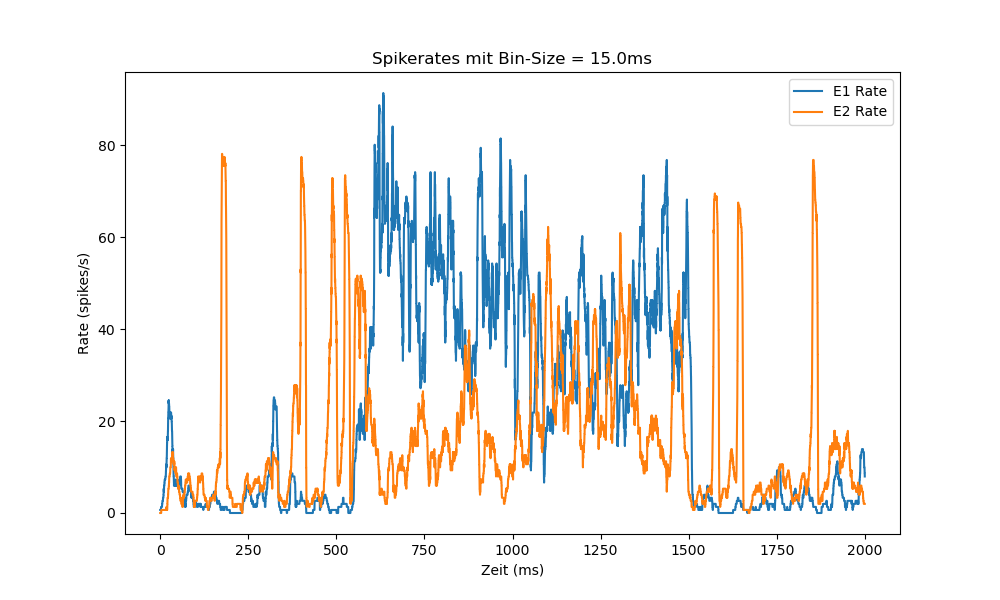 Spikerates mit Bin-Size = 15.0ms
E1 Rate
E2 Rate
80
60
40
20
0
Rate (spikes/s)
0 250 500 750 1000 1250 1500 1750 2000
Zeit (ms)